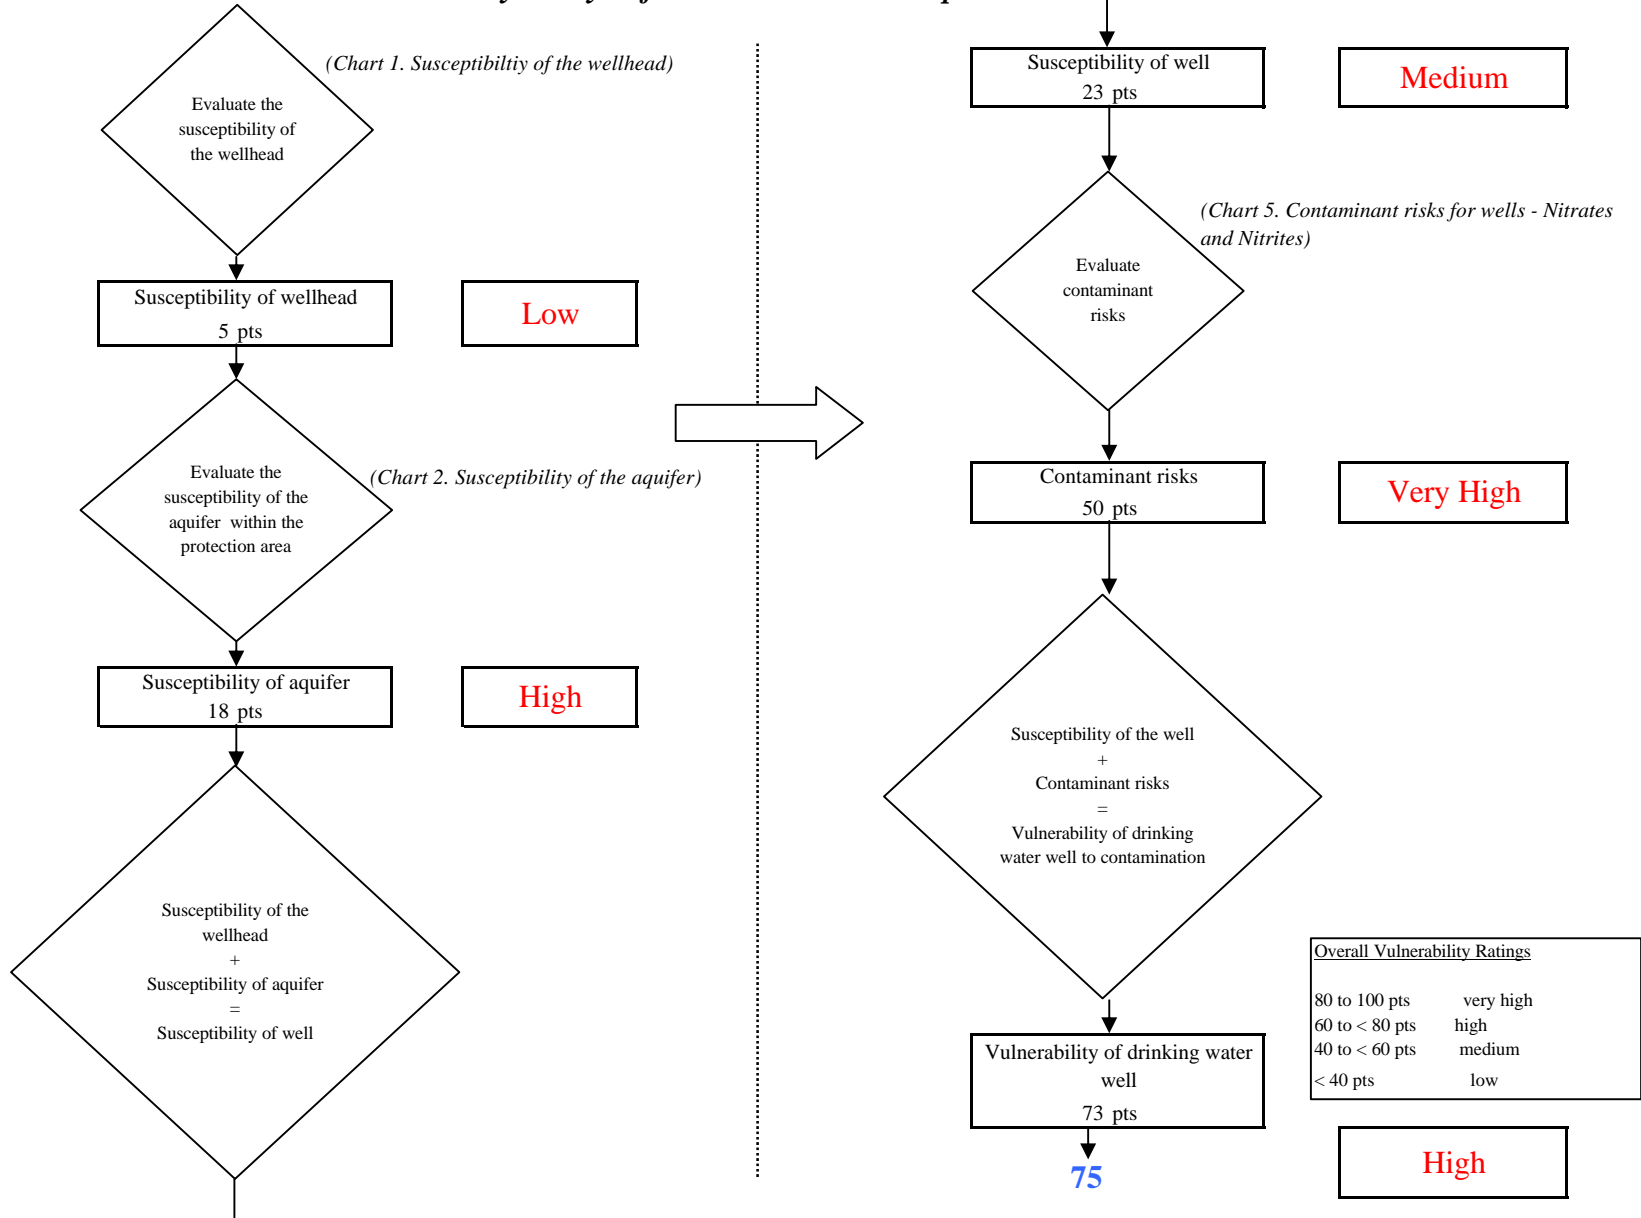 (Chart 1. Susceptibiltiy of the wellhead)
Evaluate the
susceptibility of
the wellhead
Susceptibility of wellhead
5 pts
Low
Evaluate the
susceptibility of the
aquifer within the
protection area
(Chart 2. Susceptibility of the aquifer)
Susceptibility of aquifer
18 pts
High
Susceptibility of the
wellhead
+
Susceptibility of aquifer
=
Susceptibility of well
Susceptibility of well
23 pts
Medium
(Chart 5. Contaminant risks for wells - Nitrates
and Nitrites)
Evaluate
contaminant
risks
Contaminant risks
50 pts
Very High
Susceptibility of the well
+
Contaminant risks
=
Vulnerability of drinking
water well to contamination
Overall Vulnerability Ratings
80 to 100 pts very high
60 to < 80 pts high
40 to < 60 pts medium
< 40 pts low
Vulnerability of drinking water
well
73 pts
75
High